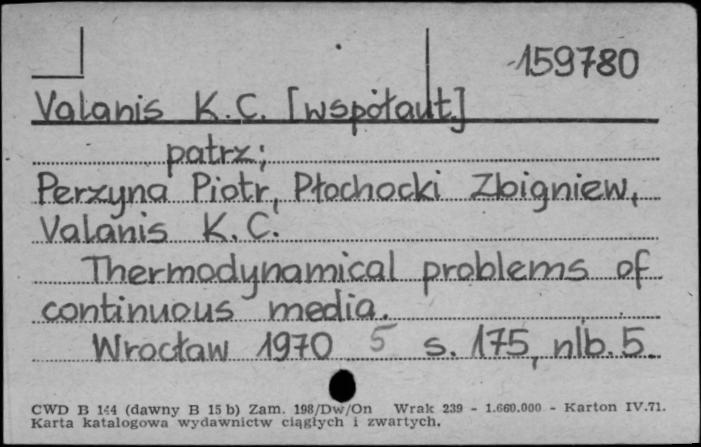 159780
Valanis K.C. [współaut.]
patrz;
Perzyna Piotr, Płochocki Zbigniew,
Valanis K.C.
Thermodynamical problems of
continuous media.
Wrocław 1970 5 s. 175, nlb. 5.
CWD B 144 (dawny B 15 b) Zam. 198/Dw/On Wrak 239 - 1.660.000 - Karton IV.71.
Karta katalogowa wydawnictw ciągłych i zwartych.